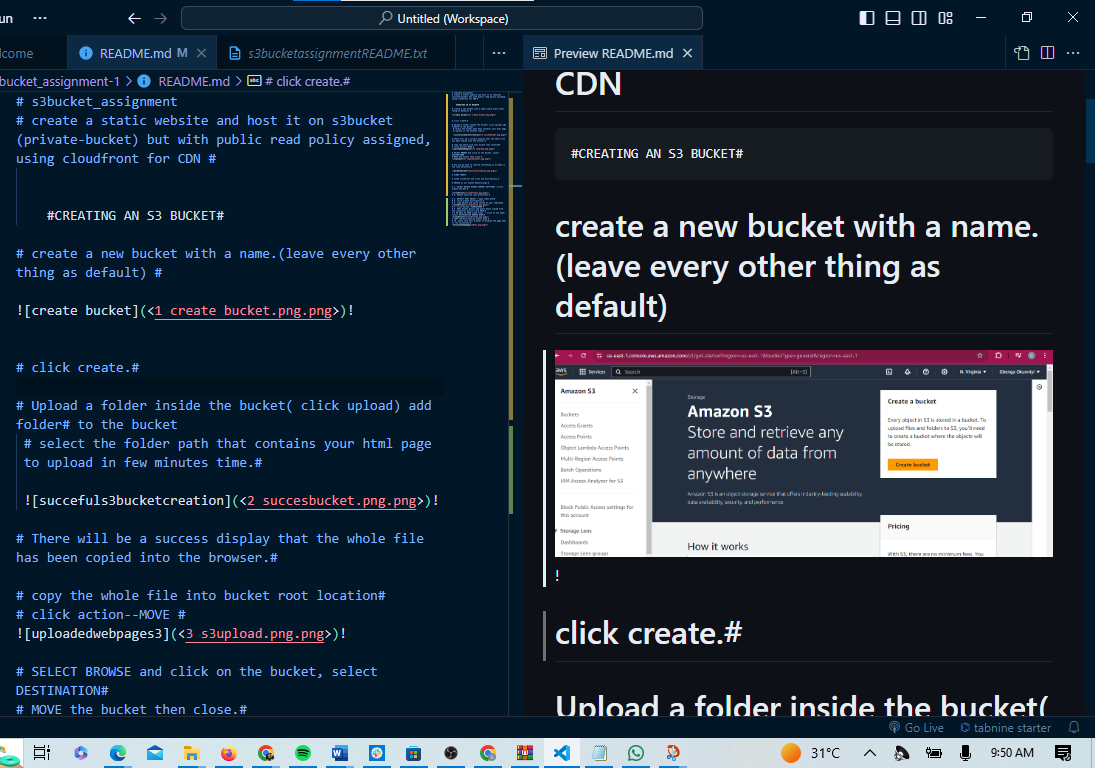 un
Untitled (Workspace)
lcome
README.md M
s3bucketassignmentREADME.txt
Preview README.md
bucket_assignment-1 > README.md > # click create.#
# s3bucket_assignment
# create a static website and host it on s3bucket
(private-bucket) but with public read policy assigned,
using cloudfront for CDN #
#CREATING AN S3 BUCKET#
# create a new bucket with a name.(leave every other
thing as default) #
![create bucket](<1 create bucket.png.png>)!
# click create.#
# Upload a folder inside the bucket( click upload) add
folder# to the bucket
# select the folder path that contains your html page
to upload in few minutes time.#
![succefuls3bucketcreation](<2 succesbucket.png.png>)!
# There will be a success display that the whole file
has been copied into the browser.#
# copy the whole file into bucket root location#
# click action--MOVE #
![uploadedwebpages3](<3 s3upload.png.png>)!
# SELECT BROWSE and click on the bucket, select
DESTINATION#
# MOVE the bucket then close.#
CDN
#CREATING AN S3 BUCKET#
create a new bucket with a name.
(leave every other thing as
default)
aws
Services
Search
[Alt+S]
N. Virginia
Amazon S3
Buckets
Access Grants
Access Points
Object Lambda Access Points
Multi-Region Access Points
Batch Operations
IAM Access Analyzer for S3
Block Public Access settings for
this account
Storage Lens
Dashboards
Storage Lens groups
Storage
Amazon S3
Store and retrieve any
amount of data from
anywhere
Amazon S3 is an object storage service that offers industry-leading scalability,
data availability, security, and performance.
How it works
Create a bucket
Every object in S3 is stored in a bucket. To
upload files and folders to S3, you'll need
to create a bucket where the objects will
be stored.
Create bucket
Pricing
With S3, there are no minimum fees. You
!
click create.#
Upload a folder inside the bucket(
Go Live
tabnine starter
31°C
9:50 AM